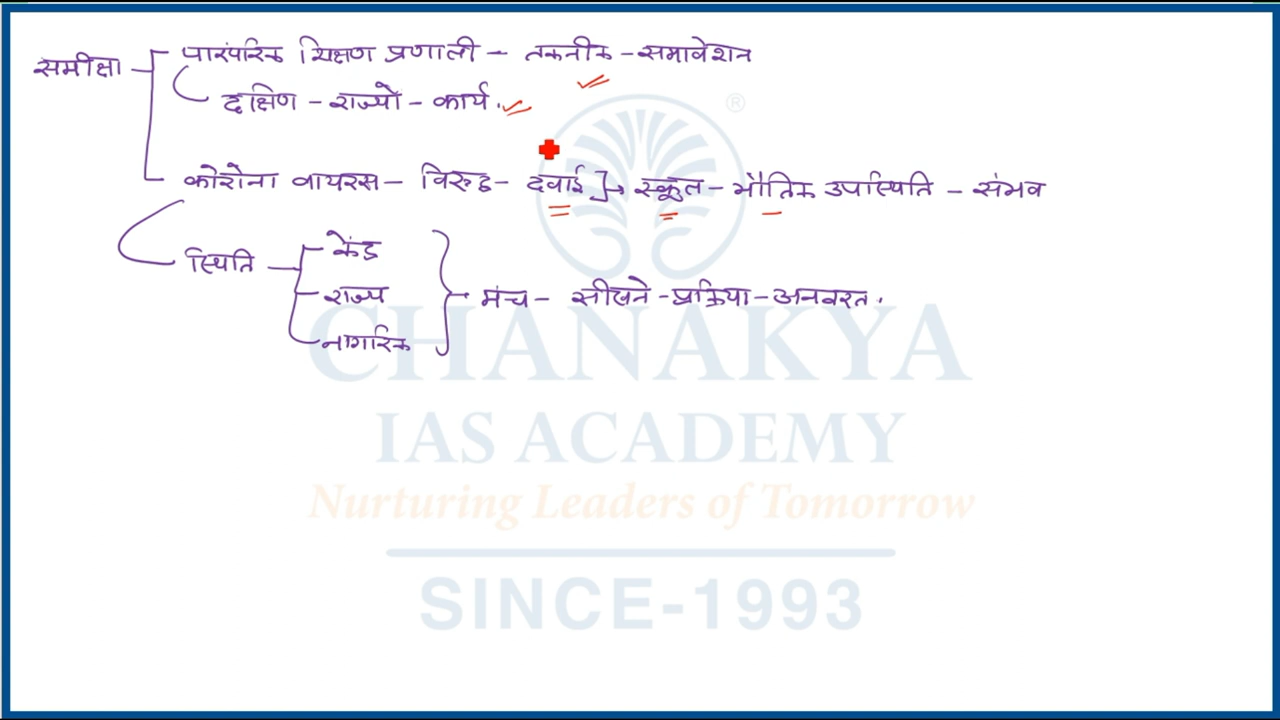 समीक्षा
पारंपरिक शिक्षण प्रणाली - तकनीक - समावेशन
दक्षिण - राज्यो - कार्य.
कोरोना वायरस - विरुद्ध - दवाई → स्कूल - भौतिक उपस्थिति - संभव
स्थिति
केंद्र
राज्य
नागरिक
मंच - सीखने - प्रक्रिया - अनवरत.
CHANAKYA
IAS ACADEMY
Nurturing Leaders of Tomorrow
SINCE-1993
®